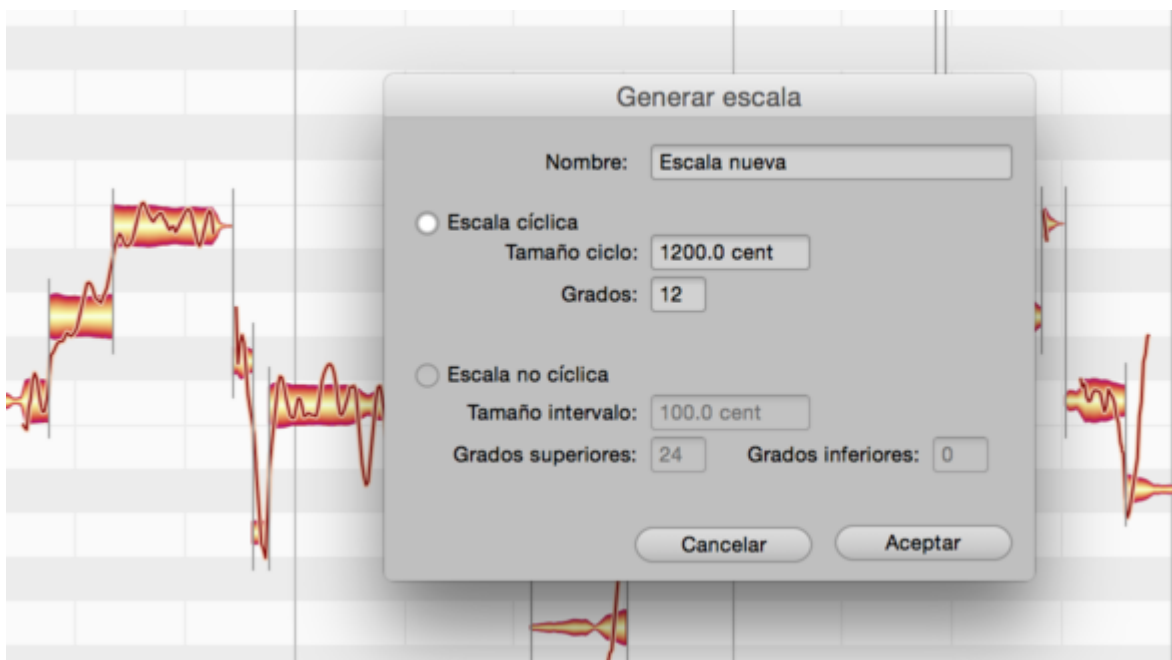 Generar escala
Nombre: Escala nueva
Escala cíclica
Tamaño ciclo: 1200.0 cent
Grados: 12
Escala no cíclica
Tamaño intervalo: 100.0 cent
Grados superiores: 24 Grados inferiores: 0
Cancelar Aceptar